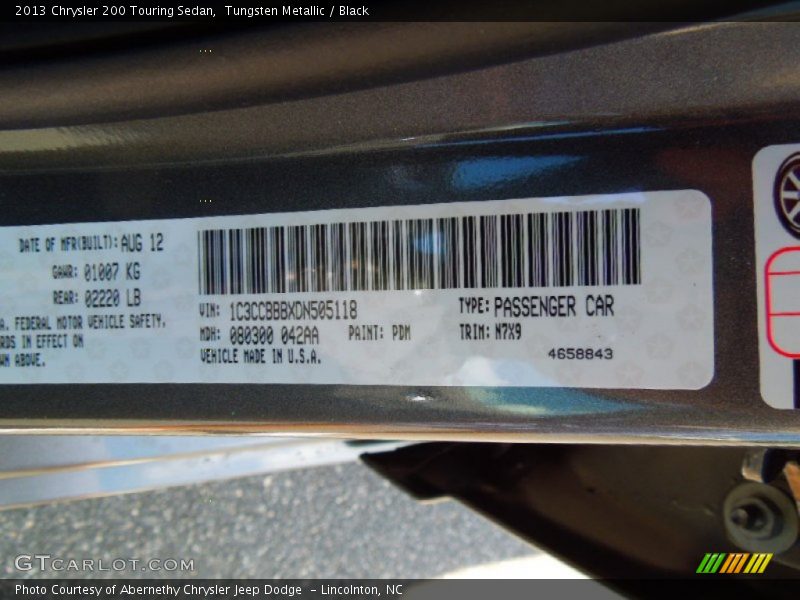 2013 Chrysler 200 Touring Sedan, Tungsten Metallic / Black
DATE OF MFR(BUILT): AUG 12
GAWR: 01007 KG
REAR: 02220 LB
A. FEDERAL MOTOR VEHICLE SAFETY.
RDS IN EFFECT ON
WN ABOVE.
VIN: 1C3CCBBBXDN505118
TYPE: PASSENGER CAR
MDH: 080300 042AA
PAINT: PDM
TRIM: N7X9
VEHICLE MADE IN U.S.A.
4658843
GTCARLOT.COM
Photo Courtesy of Abernethy Chrysler Jeep Dodge - Lincolnton, NC